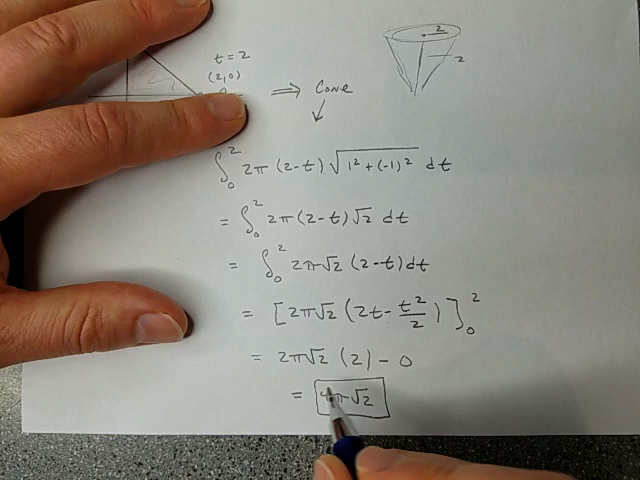 t = 2
(2,0)
⇒ Cone
2
2
∫₀² 2π (2-t) √(1² + (-1)²) dt
= ∫₀² 2π (2-t) √2 dt
= ∫₀² 2π√2 (2-t) dt
= [2π√2 (2t - t²/2)]₀²
= 2π√2 (2) - 0
= 4π√2